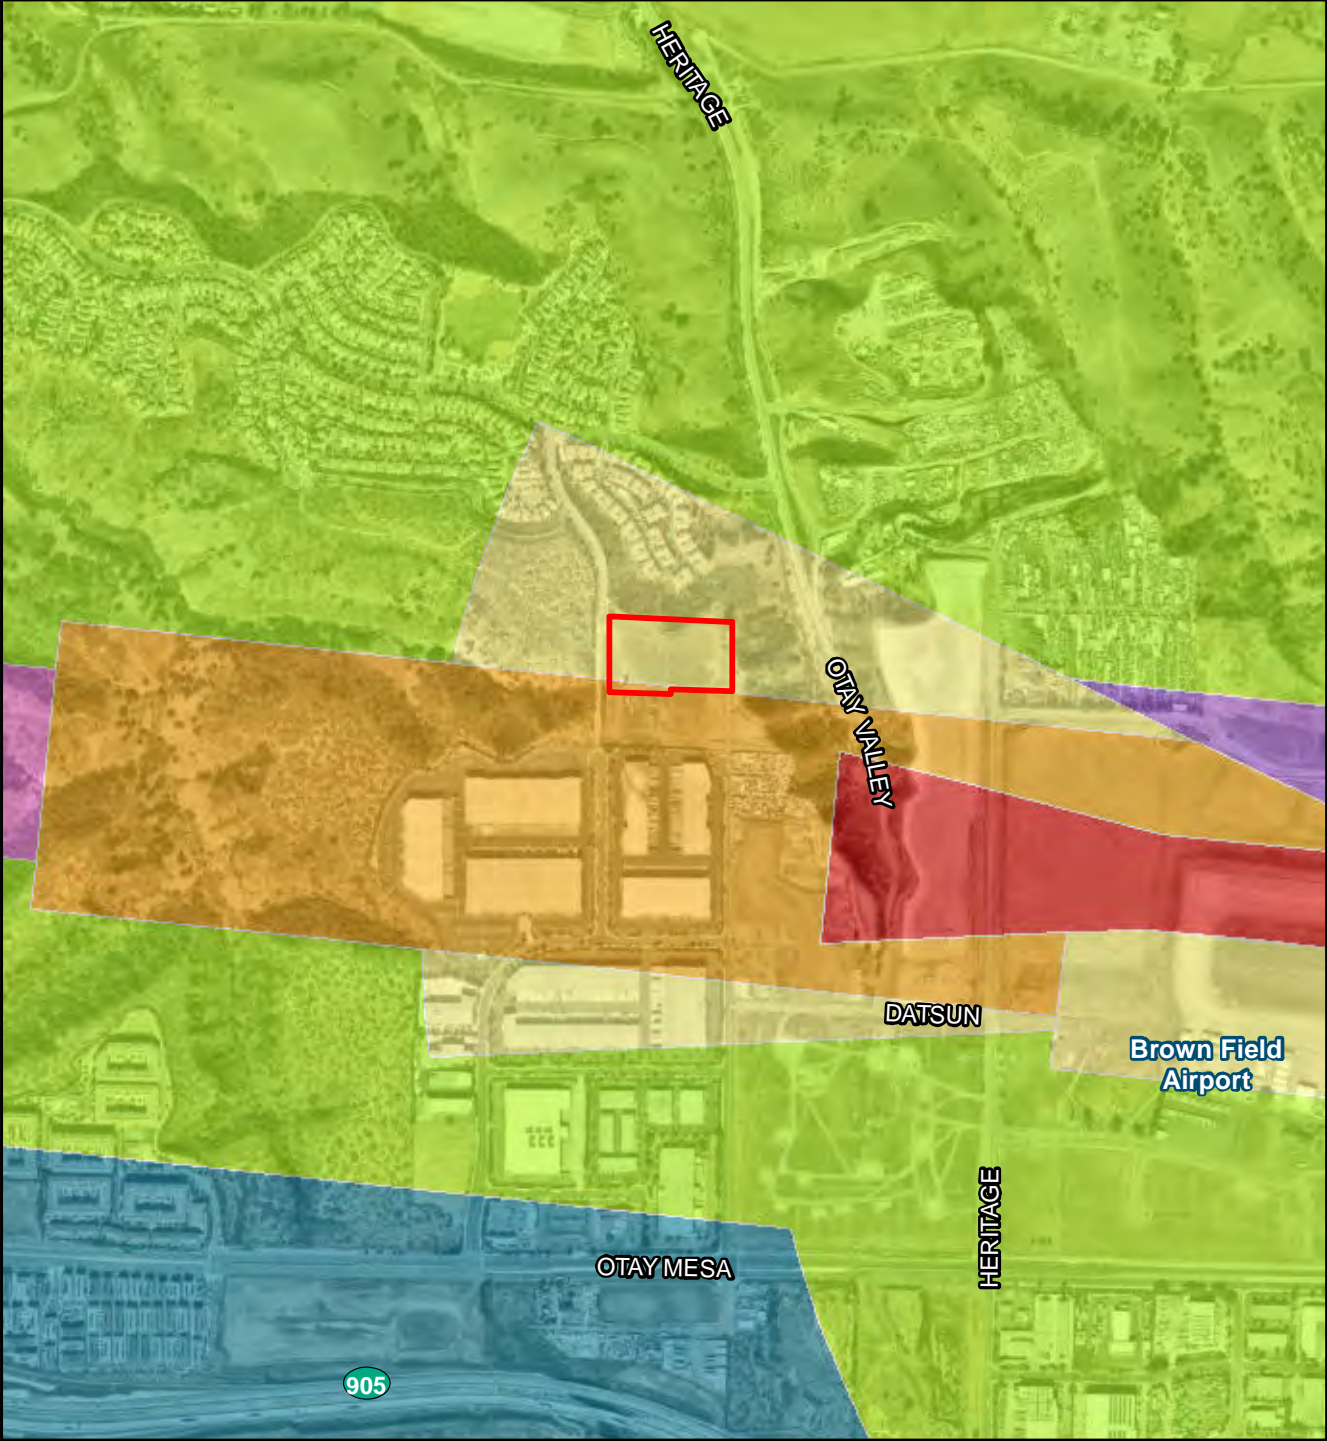 HERITAGE
OTAY VALLEY
DATSUN
Brown Field
Airport
HERITAGE
OTAY MESA
905